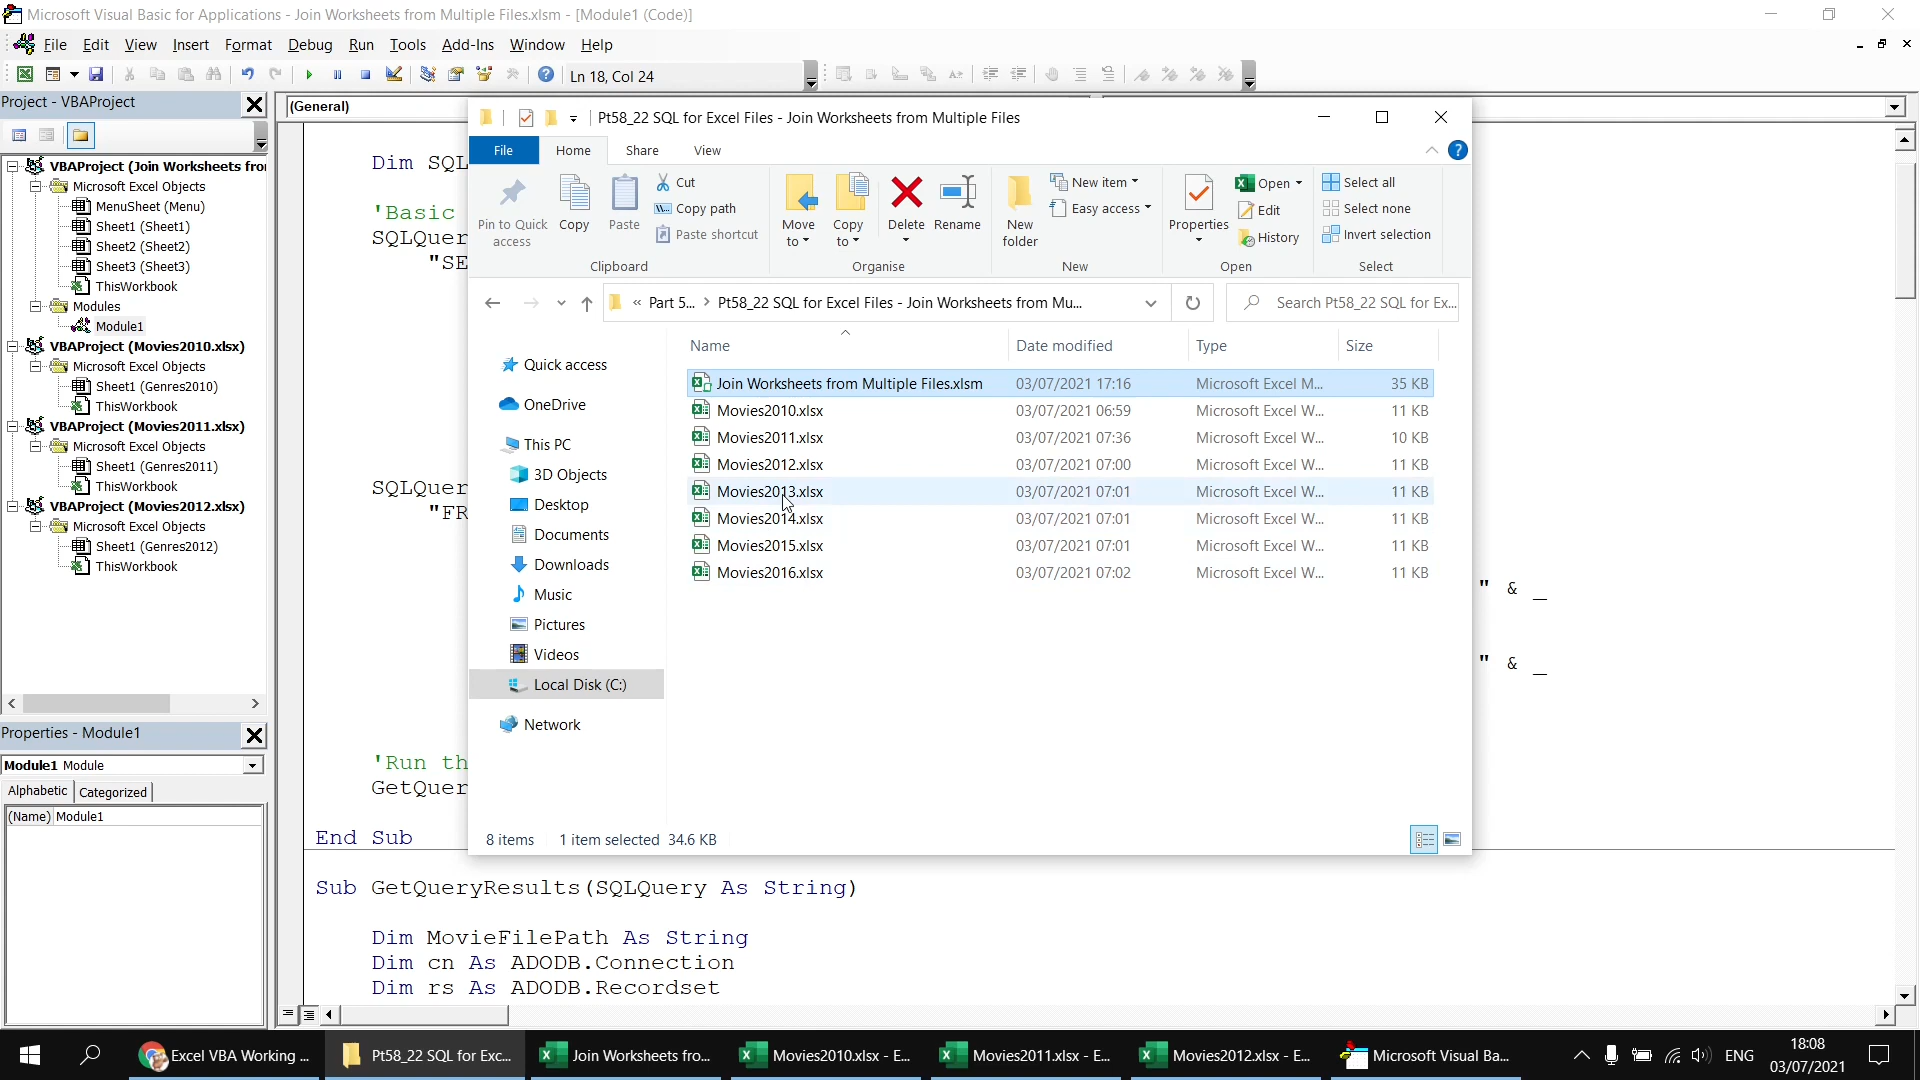 Microsoft Visual Basic for Applications - Join Worksheets from Multiple Files.xlsm - [Module1 (Code)]
File Edit View Insert Format Debug Run Tools Add-Ins Window Help
Ln 18, Col 24
Project - VBAProject
VBAProject (Join Worksheets fro
Microsoft Excel Objects
MenuSheet (Menu)
Sheet1 (Sheet1)
Sheet2 (Sheet2)
Sheet3 (Sheet3)
ThisWorkbook
Modules
Module1
VBAProject (Movies2010.xlsx)
Microsoft Excel Objects
Sheet1 (Genres2010)
ThisWorkbook
VBAProject (Movies2011.xlsx)
Microsoft Excel Objects
Sheet1 (Genres2011)
ThisWorkbook
VBAProject (Movies2012.xlsx)
Microsoft Excel Objects
Sheet1 (Genres2012)
ThisWorkbook
Properties - Module1
Module1 Module
Alphabetic Categorized
(Name) Module1
(General)
Dim SQL
'Basic
SQLQuer
"SE
SQLQuer
"FR
" & _
" & _
'Run th
GetQuer
End Sub
Sub GetQueryResults(SQLQuery As String)
Dim MovieFilePath As String
Dim cn As ADODB.Connection
Dim rs As ADODB.Recordset
Pt58_22 SQL for Excel Files - Join Worksheets from Multiple Files
File Home Share View
Pin to Quick access
Copy
Paste
Cut
Copy path
Paste shortcut
Clipboard
Move to
Copy to
Delete
Rename
Organise
New folder
New item
Easy access
New
Properties
Open
Edit
History
Open
Select all
Select none
Invert selection
Select
« Part 5... > Pt58_22 SQL for Excel Files - Join Worksheets from Mu...
Search Pt58_22 SQL for Ex...
Quick access
OneDrive
This PC
3D Objects
Desktop
Documents
Downloads
Music
Pictures
Videos
Local Disk (C:)
Network
Name Date modified Type Size
Join Worksheets from Multiple Files.xlsm 03/07/2021 17:16 Microsoft Excel M... 35 KB
Movies2010.xlsx 03/07/2021 06:59 Microsoft Excel W... 11 KB
Movies2011.xlsx 03/07/2021 07:36 Microsoft Excel W... 10 KB
Movies2012.xlsx 03/07/2021 07:00 Microsoft Excel W... 11 KB
Movies2013.xlsx 03/07/2021 07:01 Microsoft Excel W... 11 KB
Movies2014.xlsx 03/07/2021 07:01 Microsoft Excel W... 11 KB
Movies2015.xlsx 03/07/2021 07:01 Microsoft Excel W... 11 KB
Movies2016.xlsx 03/07/2021 07:02 Microsoft Excel W... 11 KB
8 items 1 item selected 34.6 KB
Excel VBA Working ...
Pt58_22 SQL for Exc...
Join Worksheets fro...
Movies2010.xlsx - E...
Movies2011.xlsx - E...
Movies2012.xlsx - E...
Microsoft Visual Ba...
ENG
18:08
03/07/2021